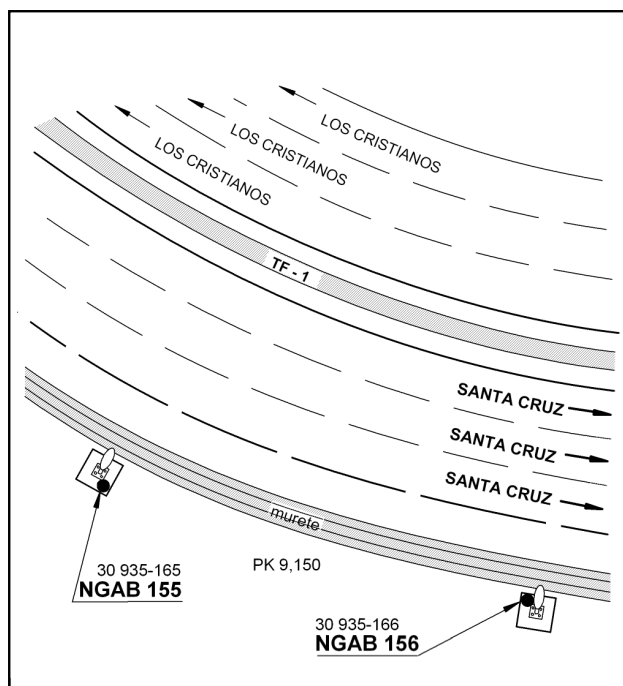 LOS CRISTIANOS
LOS CRISTIANOS
LOS CRISTIANOS
TF - 1
SANTA CRUZ
SANTA CRUZ
SANTA CRUZ
murete
PK 9,150
30 935-165
NGAB 155
30 935-166
NGAB 156